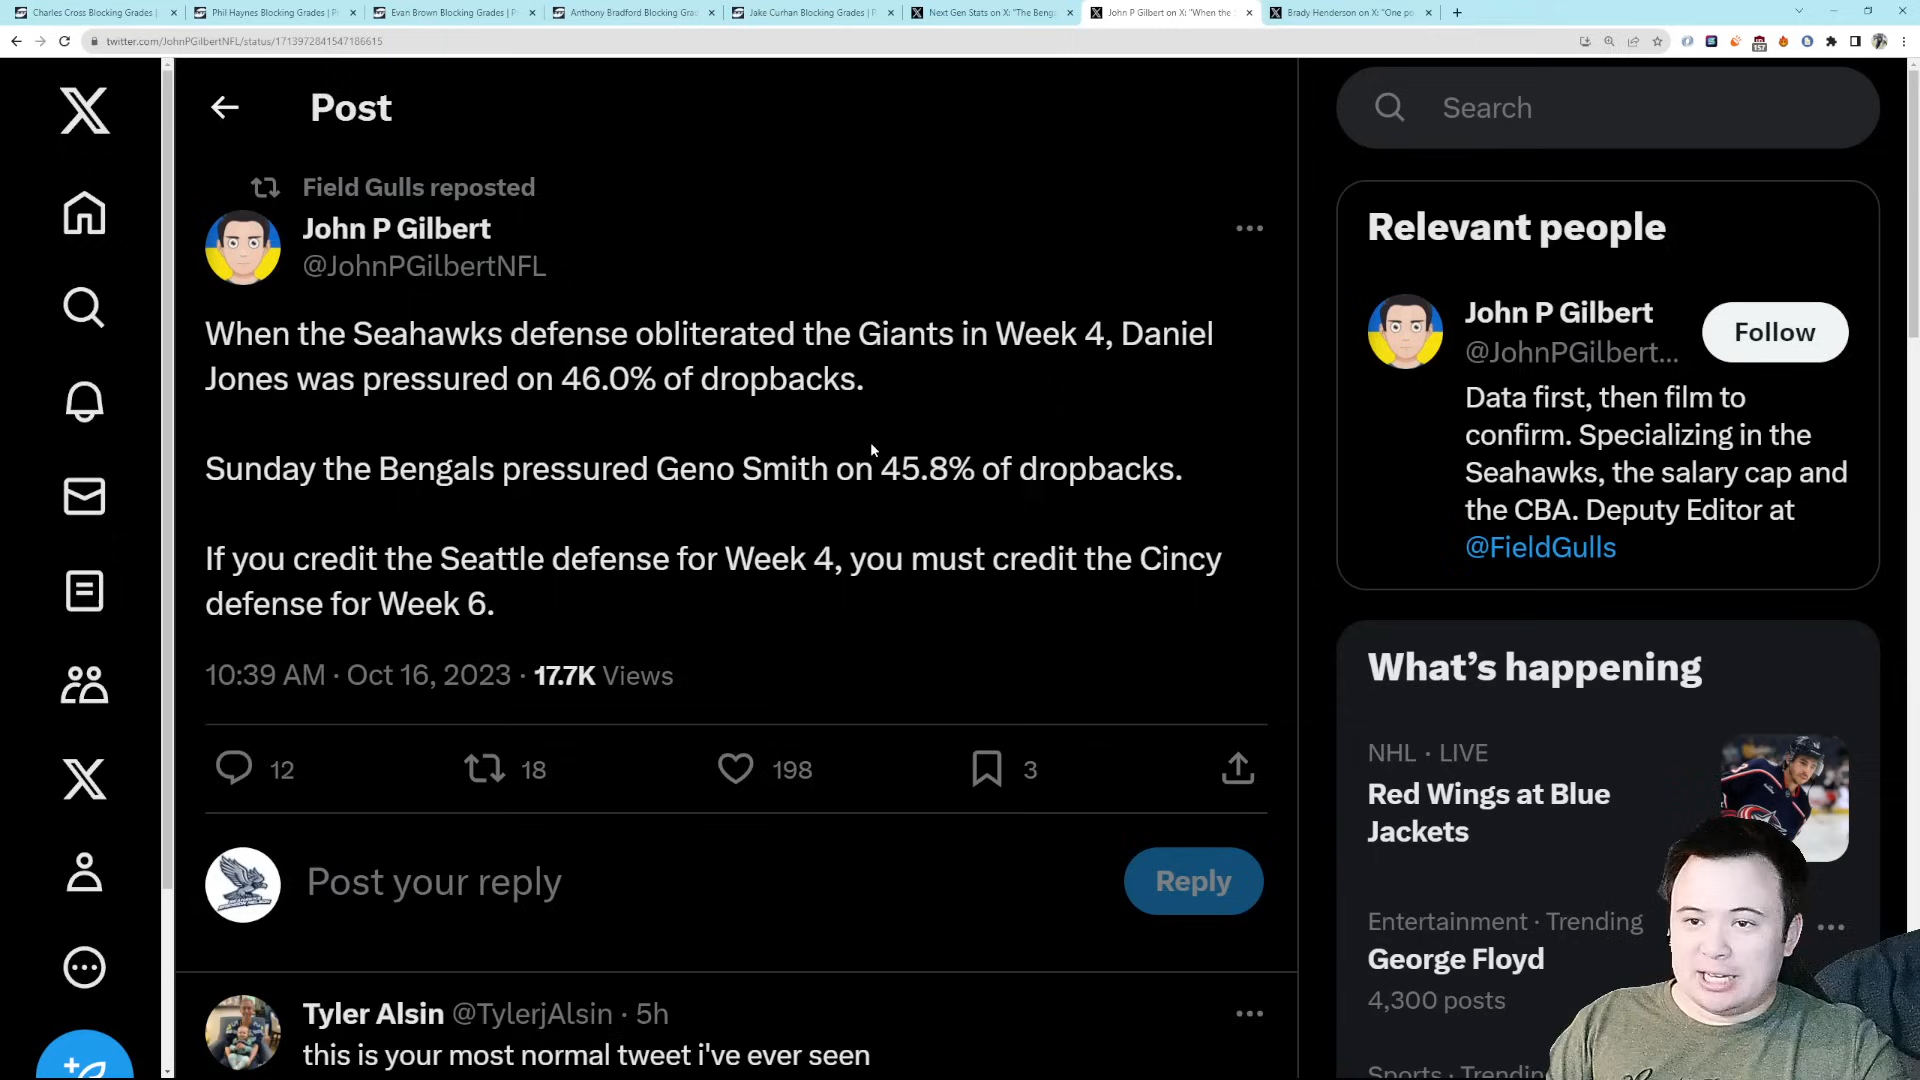 Charles Cross Blocking Grades |
Phil Haynes Blocking Grades | P
Evan Brown Blocking Grades | P
Anthony Bradford Blocking Grad
Jake Curhan Blocking Grades | P
Next Gen Stats on X: "The Beng
John P Gilbert on X: "When the
Brady Henderson on X: "One po
twitter.com/JohnPGilbertNFL/status/1713972841547186615
157
Post
Search
Field Gulls reposted
John P Gilbert
@JohnPGilbertNFL
When the Seahawks defense obliterated the Giants in Week 4, Daniel
Jones was pressured on 46.0% of dropbacks.
Sunday the Bengals pressured Geno Smith on 45.8% of dropbacks.
If you credit the Seattle defense for Week 4, you must credit the Cincy
defense for Week 6.
10:39 AM · Oct 16, 2023 · 17.7K Views
12
18
198
3
Post your reply
Reply
Tyler Alsin @TylerjAlsin · 5h
this is your most normal tweet i've ever seen
Relevant people
John P Gilbert
@JohnPGilbert...
Follow
Data first, then film to
confirm. Specializing in the
Seahawks, the salary cap and
the CBA. Deputy Editor at
@FieldGulls
What's happening
NHL · LIVE
Red Wings at Blue
Jackets
Entertainment · Trending
George Floyd
4,300 posts
Sports · Trendin